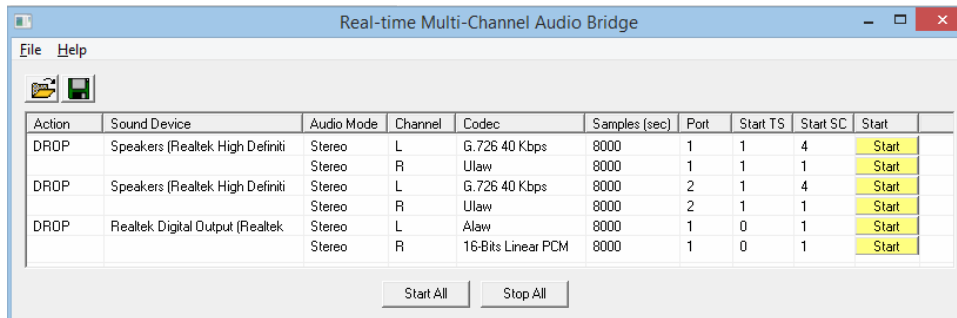 Real-time Multi-Channel Audio Bridge
File Help
Action Sound Device Audio Mode Channel Codec Samples (sec) Port Start TS Start SC Start
DROP Speakers (Realtek High Definiti Stereo L G.726 40 Kbps 8000 1 1 4 Start
Stereo R Ulaw 8000 1 1 1 Start
DROP Speakers (Realtek High Definiti Stereo L G.726 40 Kbps 8000 2 1 4 Start
Stereo R Ulaw 8000 2 1 1 Start
DROP Realtek Digital Output (Realtek Stereo L Alaw 8000 1 0 1 Start
Stereo R 16-Bits Linear PCM 8000 1 0 1 Start
Start All Stop All